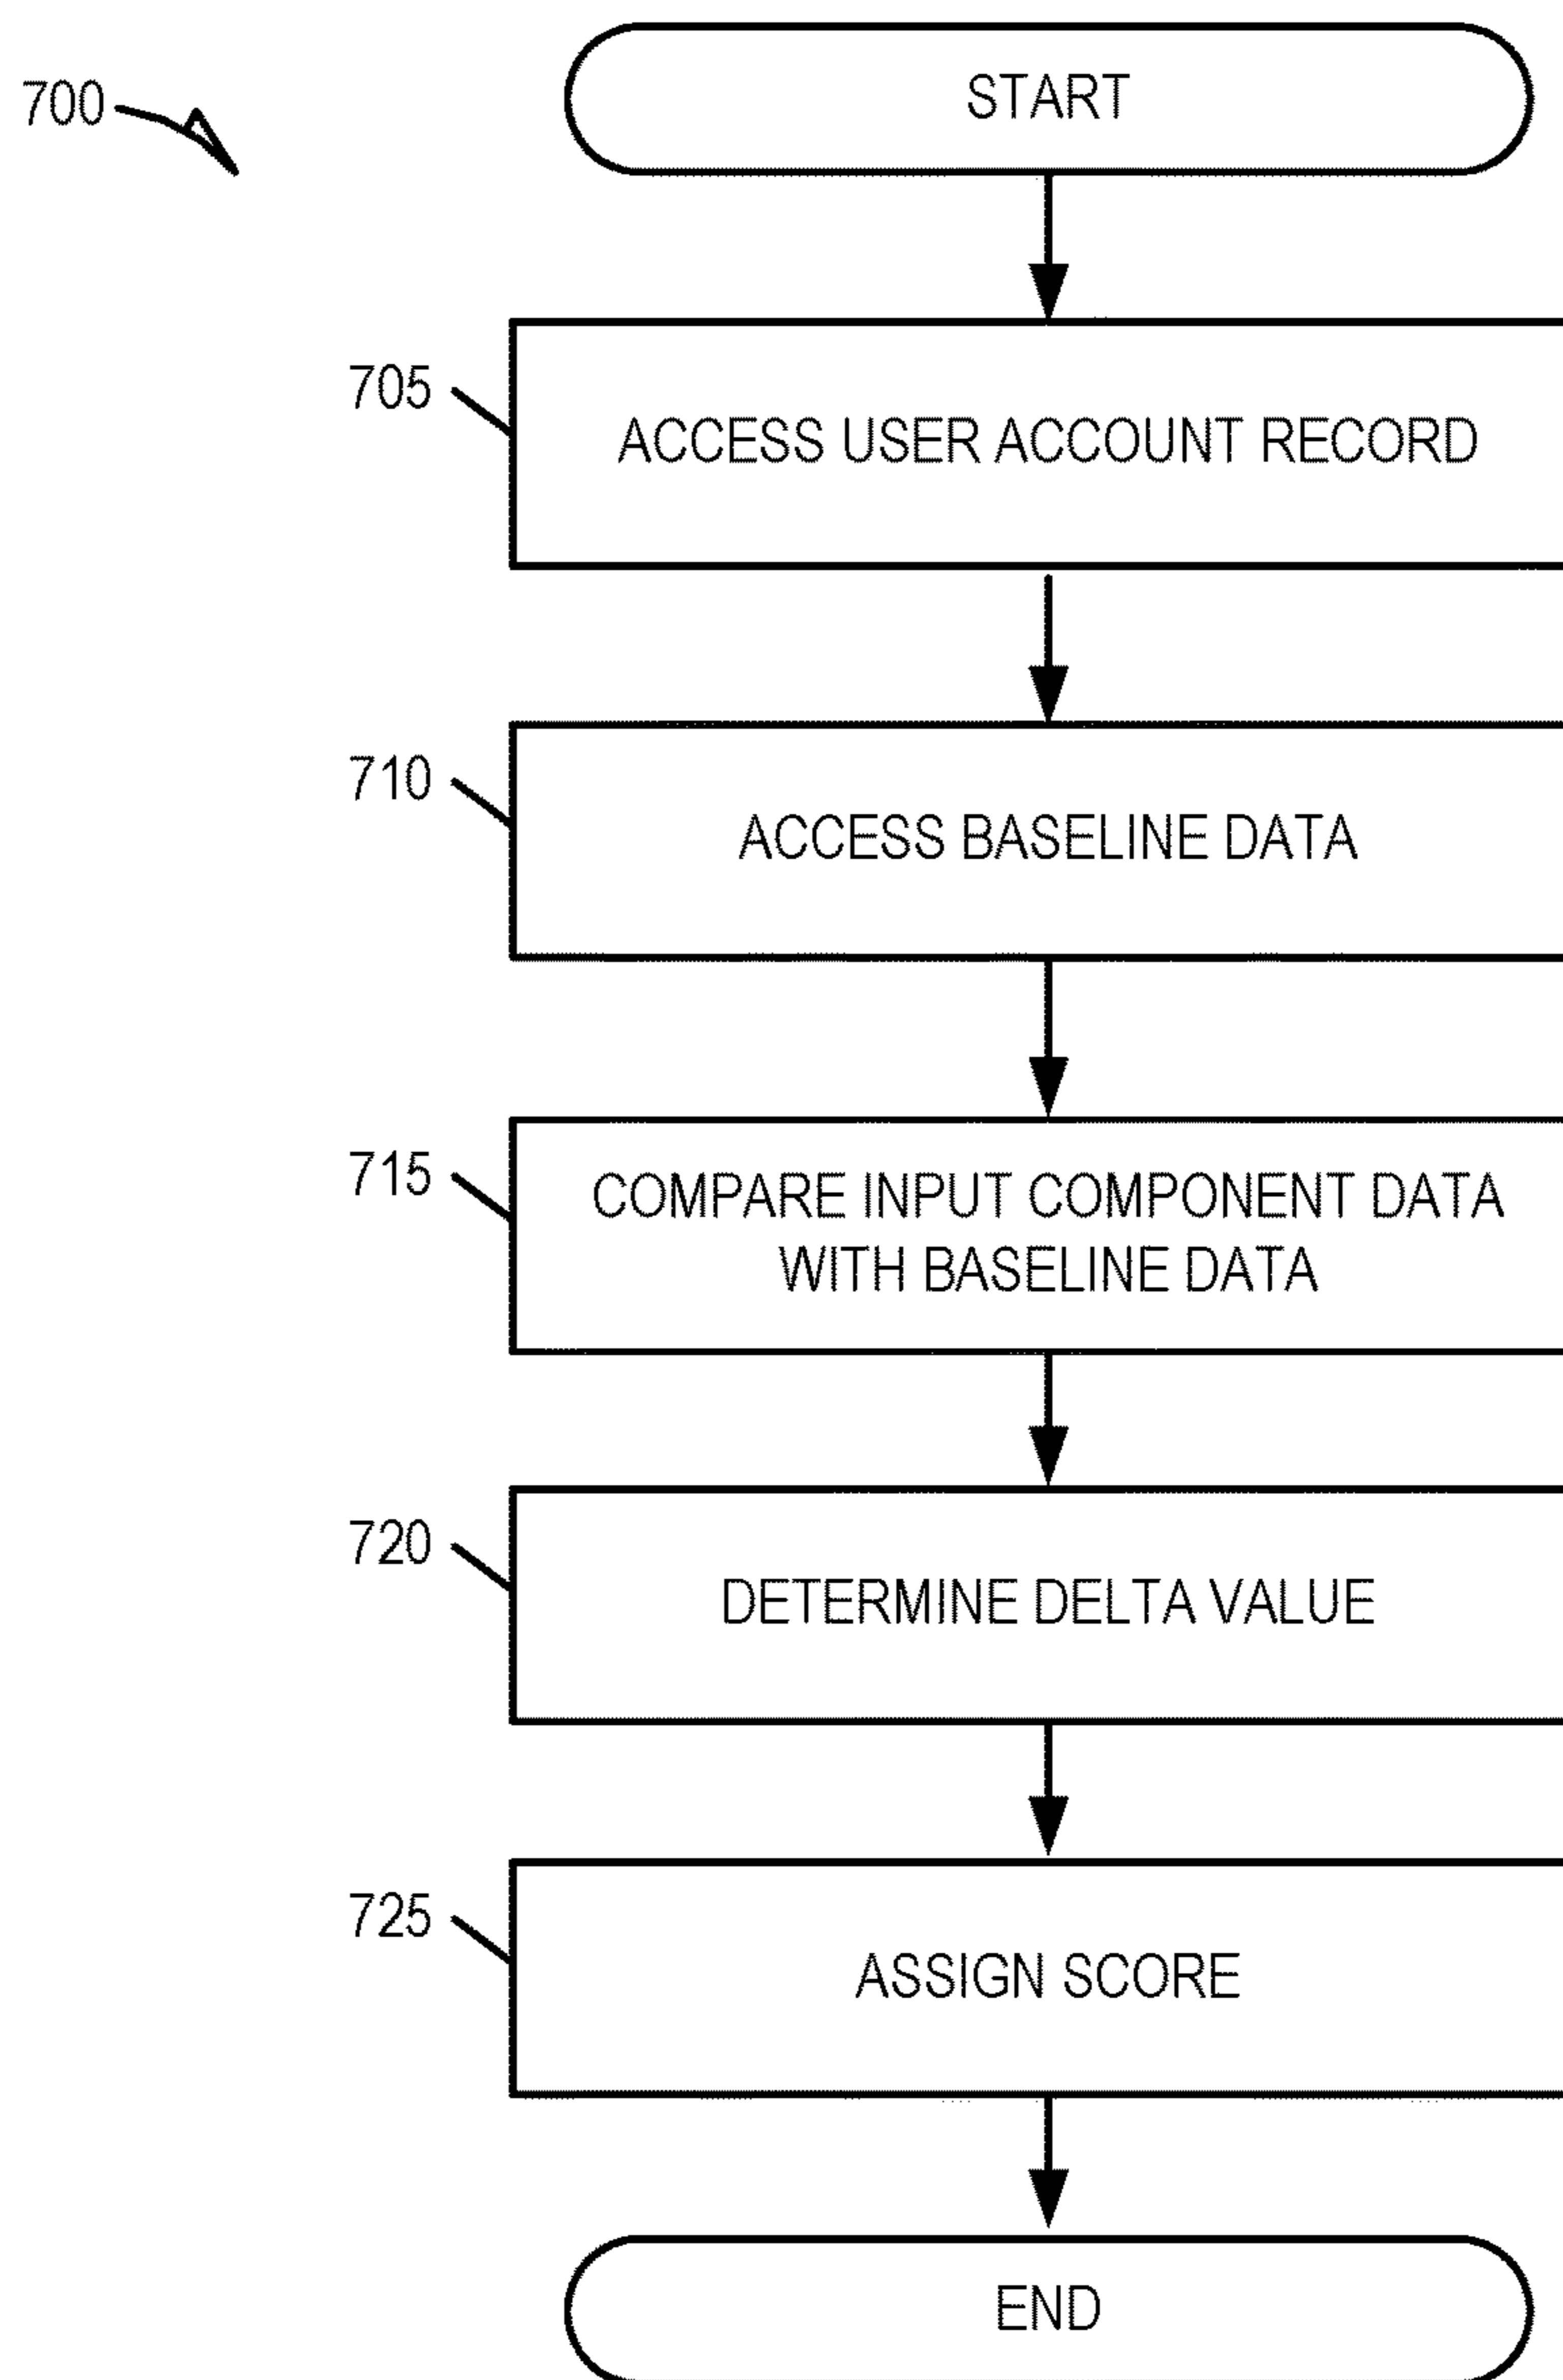 700
START
705
ACCESS USER ACCOUNT RECORD
710
ACCESS BASELINE DATA
715
COMPARE INPUT COMPONENT DATA
WITH BASELINE DATA
720
DETERMINE DELTA VALUE
725
ASSIGN SCORE
END